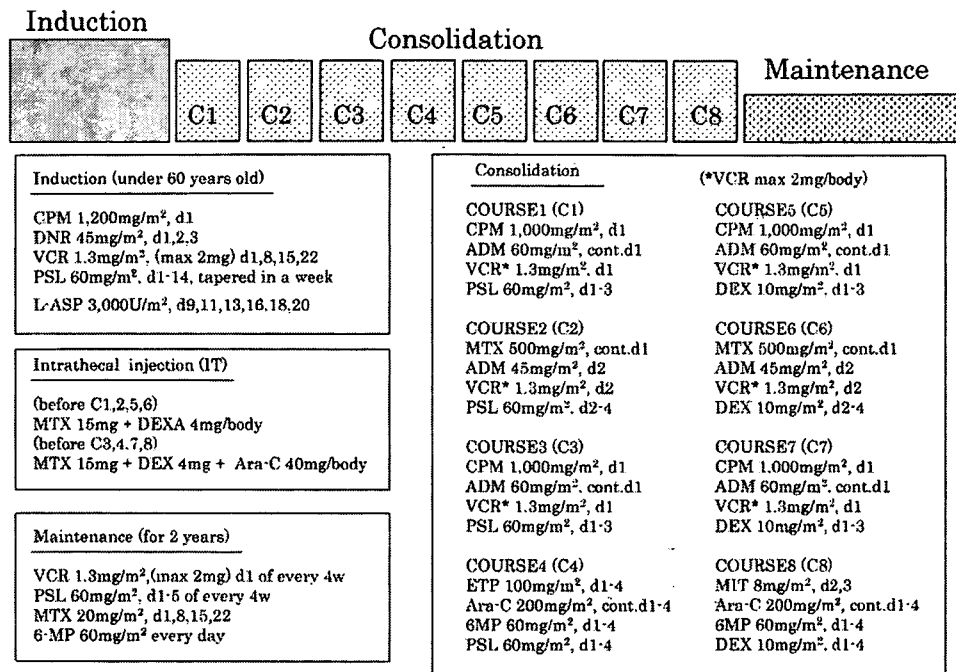 Induction
Consolidation
Maintenance
C1 C2 C3 C4 C5 C6 C7 C8
Induction (under 60 years old)
CPM 1,200mg/m², d1
DNR 45mg/m², d1,2,3
VCR 1.3mg/m², (max 2mg) d1,8,15,22
PSL 60mg/m², d1-14, tapered in a week
L-ASP 3,000U/m², d9,11,13,16,18,20
Intrathecal injection (IT)
(before C1,2,5,6)
MTX 15mg + DEXA 4mg/body
(before C3,4,7,8)
MTX 15mg + DEX 4mg + Ara-C 40mg/body
Maintenance (for 2 years)
VCR 1.3mg/m²,(max 2mg) d1 of every 4w
PSL 60mg/m², d1-5 of every 4w
MTX 20mg/m², d1,8,15,22
6-MP 60mg/m² every day
Consolidation (*VCR max 2mg/body)
COURSE1 (C1)
CPM 1,000mg/m², d1
ADM 60mg/m², cont.d1
VCR* 1.3mg/m², d1
PSL 60mg/m², d1-3
COURSE2 (C2)
MTX 500mg/m², cont.d1
ADM 45mg/m², d2
VCR* 1.3mg/m², d2
PSL 60mg/m², d2-4
COURSE3 (C3)
CPM 1,000mg/m², d1
ADM 60mg/m², cont.d1
VCR* 1.3mg/m², d1
PSL 60mg/m², d1-3
COURSE4 (C4)
ETP 100mg/m², d1-4
Ara-C 200mg/m², cont.d1-4
6MP 60mg/m², d1-4
PSL 60mg/m², d1-4
COURSE5 (C5)
CPM 1,000mg/m², d1
ADM 60mg/m², cont.d1
VCR* 1.3mg/m², d1
DEX 10mg/m², d1-3
COURSE6 (C6)
MTX 500mg/m², cont.d1
ADM 45mg/m², d2
VCR* 1.3mg/m², d2
DEX 10mg/m², d2-4
COURSE7 (C7)
CPM 1,000mg/m², d1
ADM 60mg/m², cont.d1
VCR* 1.3mg/m², d1
DEX 10mg/m², d1-3
COURSE8 (C8)
MIT 8mg/m², d2,3
Ara-C 200mg/m², cont.d1-4
6MP 60mg/m², d1-4
DEX 10mg/m², d1-4